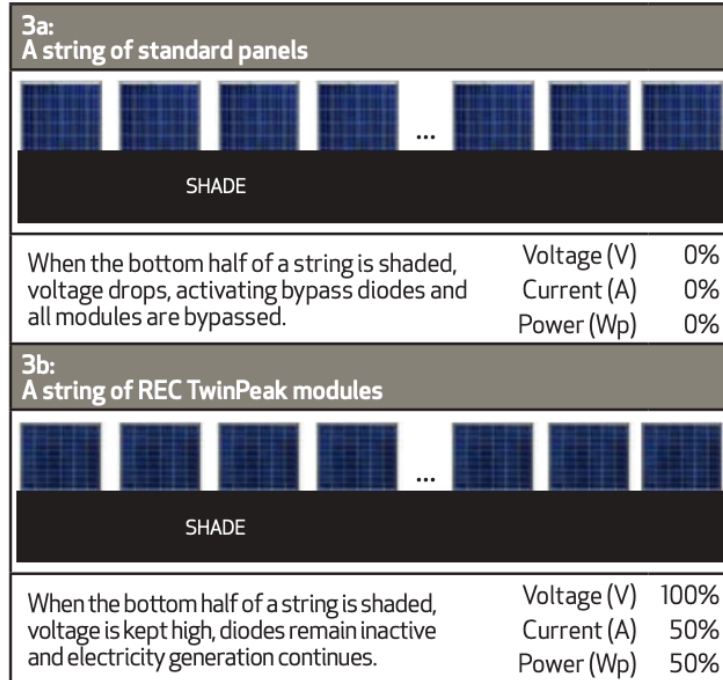 3a:
A string of standard panels
...
SHADE
When the bottom half of a string is shaded,
voltage drops, activating bypass diodes and
all modules are bypassed.
Voltage (V) 0%
Current (A) 0%
Power (Wp) 0%
3b:
A string of REC TwinPeak modules
...
SHADE
When the bottom half of a string is shaded,
voltage is kept high, diodes remain inactive
and electricity generation continues.
Voltage (V) 100%
Current (A) 50%
Power (Wp) 50%